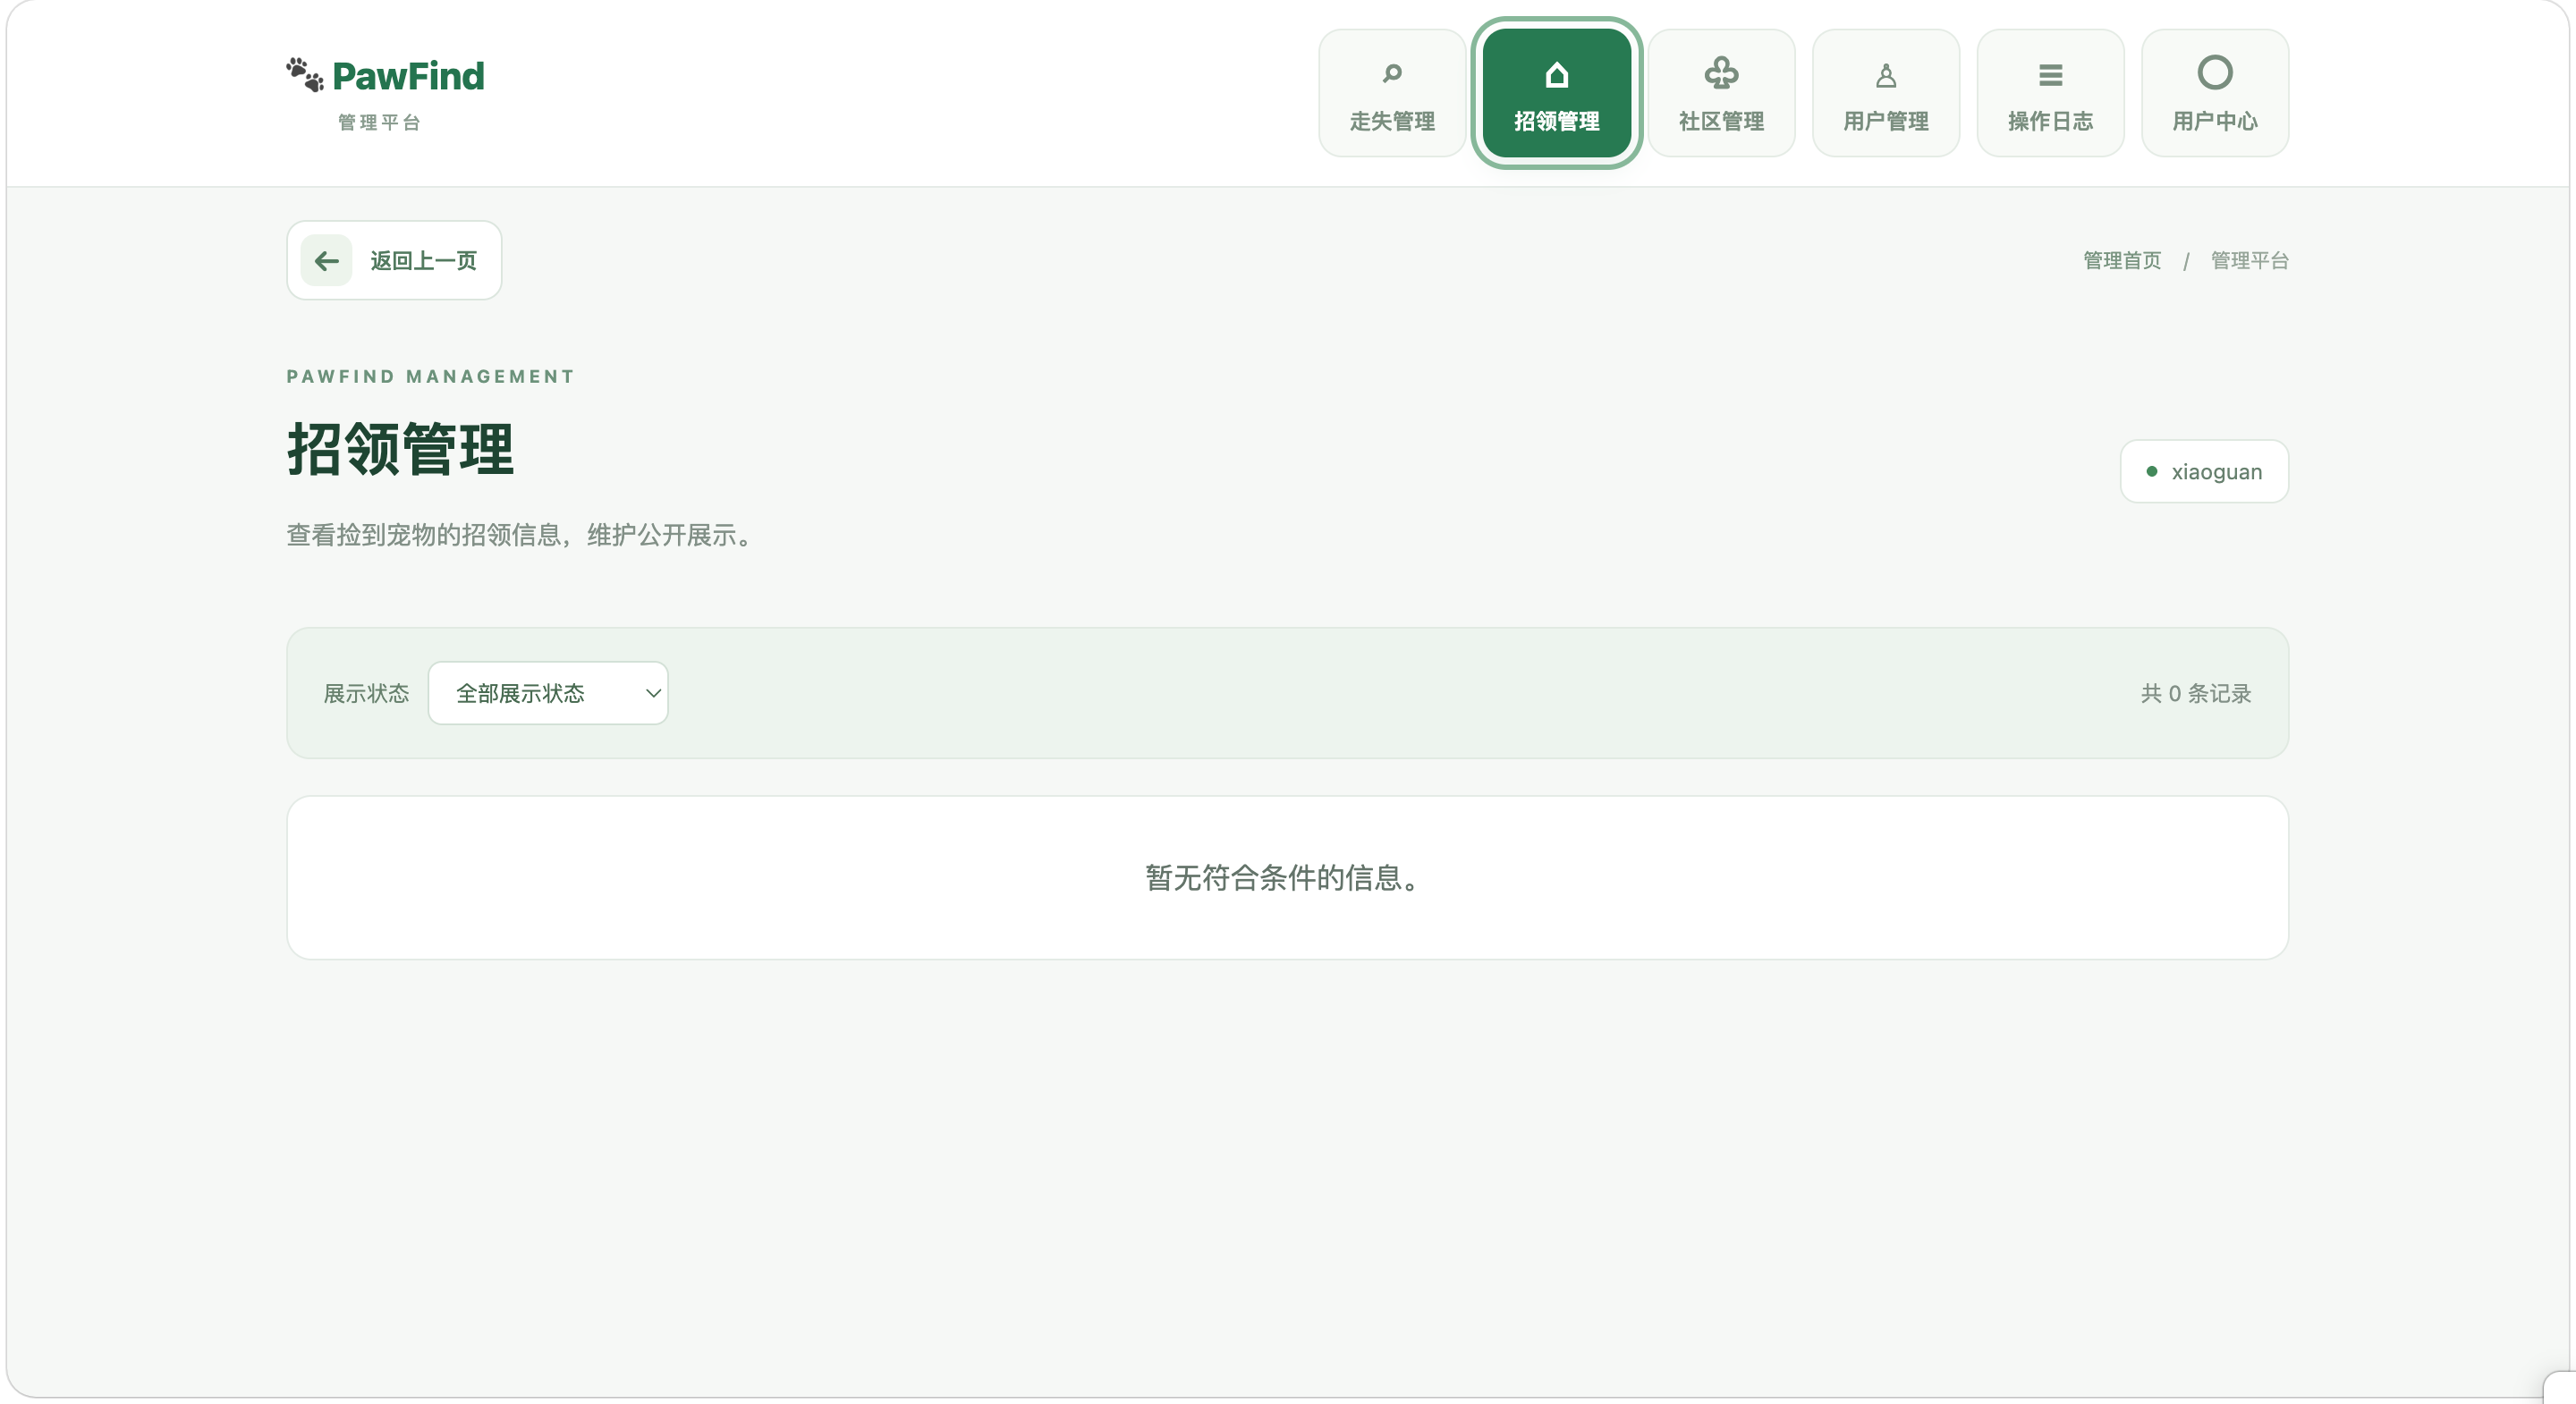 PawFind
管理平台
走失管理
招领管理
社区管理
用户管理
操作日志
用户中心
返回上一页
管理首页 / 管理平台
PAWFIND MANAGEMENT
招领管理
xiaoguan
查看捡到宠物的招领信息，维护公开展示。
展示状态 全部展示状态 共 0 条记录
暂无符合条件的信息。